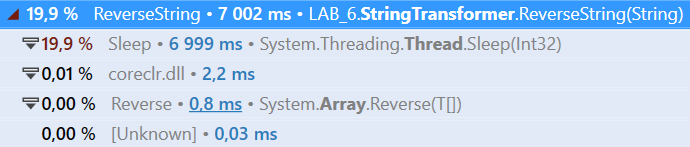 19,9 % ReverseString • 7 002 ms • LAB_6.StringTransformer.ReverseString(String)
19,9 % Sleep • 6 999 ms • System.Threading.Thread.Sleep(Int32)
0,01 % coreclr.dll • 2,2 ms
0,00 % Reverse • 0,8 ms • System.Array.Reverse(T[])
0,00 % [Unknown] • 0,03 ms